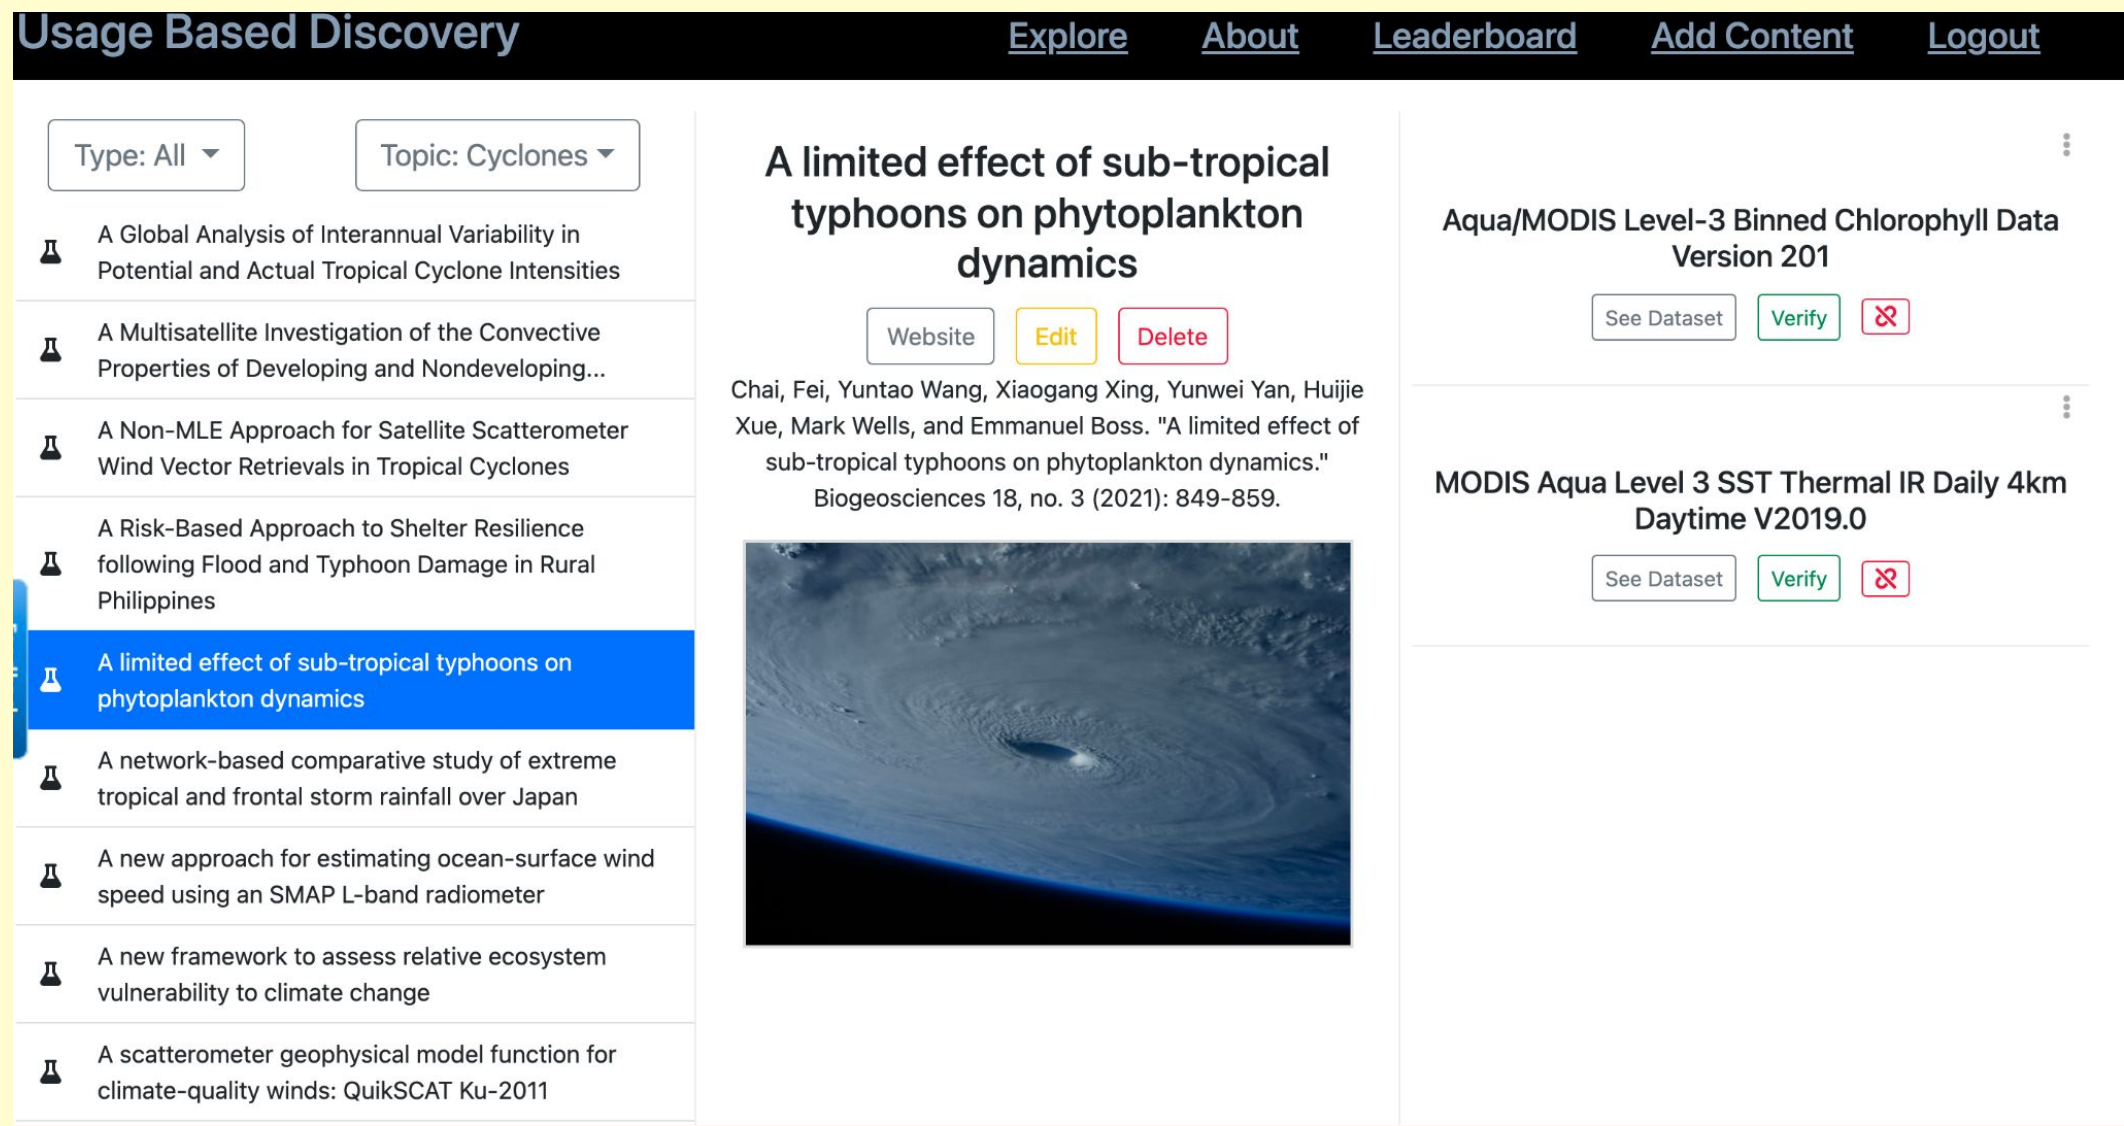 Usage Based Discovery
Explore
About
Leaderboard
Add Content
Logout
Type: All
Topic: Cyclones
A Global Analysis of Interannual Variability in
Potential and Actual Tropical Cyclone Intensities
A Multisatellite Investigation of the Convective
Properties of Developing and Nondeveloping...
A Non-MLE Approach for Satellite Scatterometer
Wind Vector Retrievals in Tropical Cyclones
A Risk-Based Approach to Shelter Resilience
following Flood and Typhoon Damage in Rural
Philippines
A limited effect of sub-tropical typhoons on
phytoplankton dynamics
A network-based comparative study of extreme
tropical and frontal storm rainfall over Japan
A new approach for estimating ocean-surface wind
speed using an SMAP L-band radiometer
A new framework to assess relative ecosystem
vulnerability to climate change
A scatterometer geophysical model function for
climate-quality winds: QuikSCAT Ku-2011
A limited effect of sub-tropical
typhoons on phytoplankton
dynamics
Website
Edit
Delete
Chai, Fei, Yuntao Wang, Xiaogang Xing, Yunwei Yan, Huijie
Xue, Mark Wells, and Emmanuel Boss. "A limited effect of
sub-tropical typhoons on phytoplankton dynamics."
Biogeosciences 18, no. 3 (2021): 849-859.
Aqua/MODIS Level-3 Binned Chlorophyll Data
Version 201
See Dataset
Verify
MODIS Aqua Level 3 SST Thermal IR Daily 4km
Daytime V2019.0
See Dataset
Verify